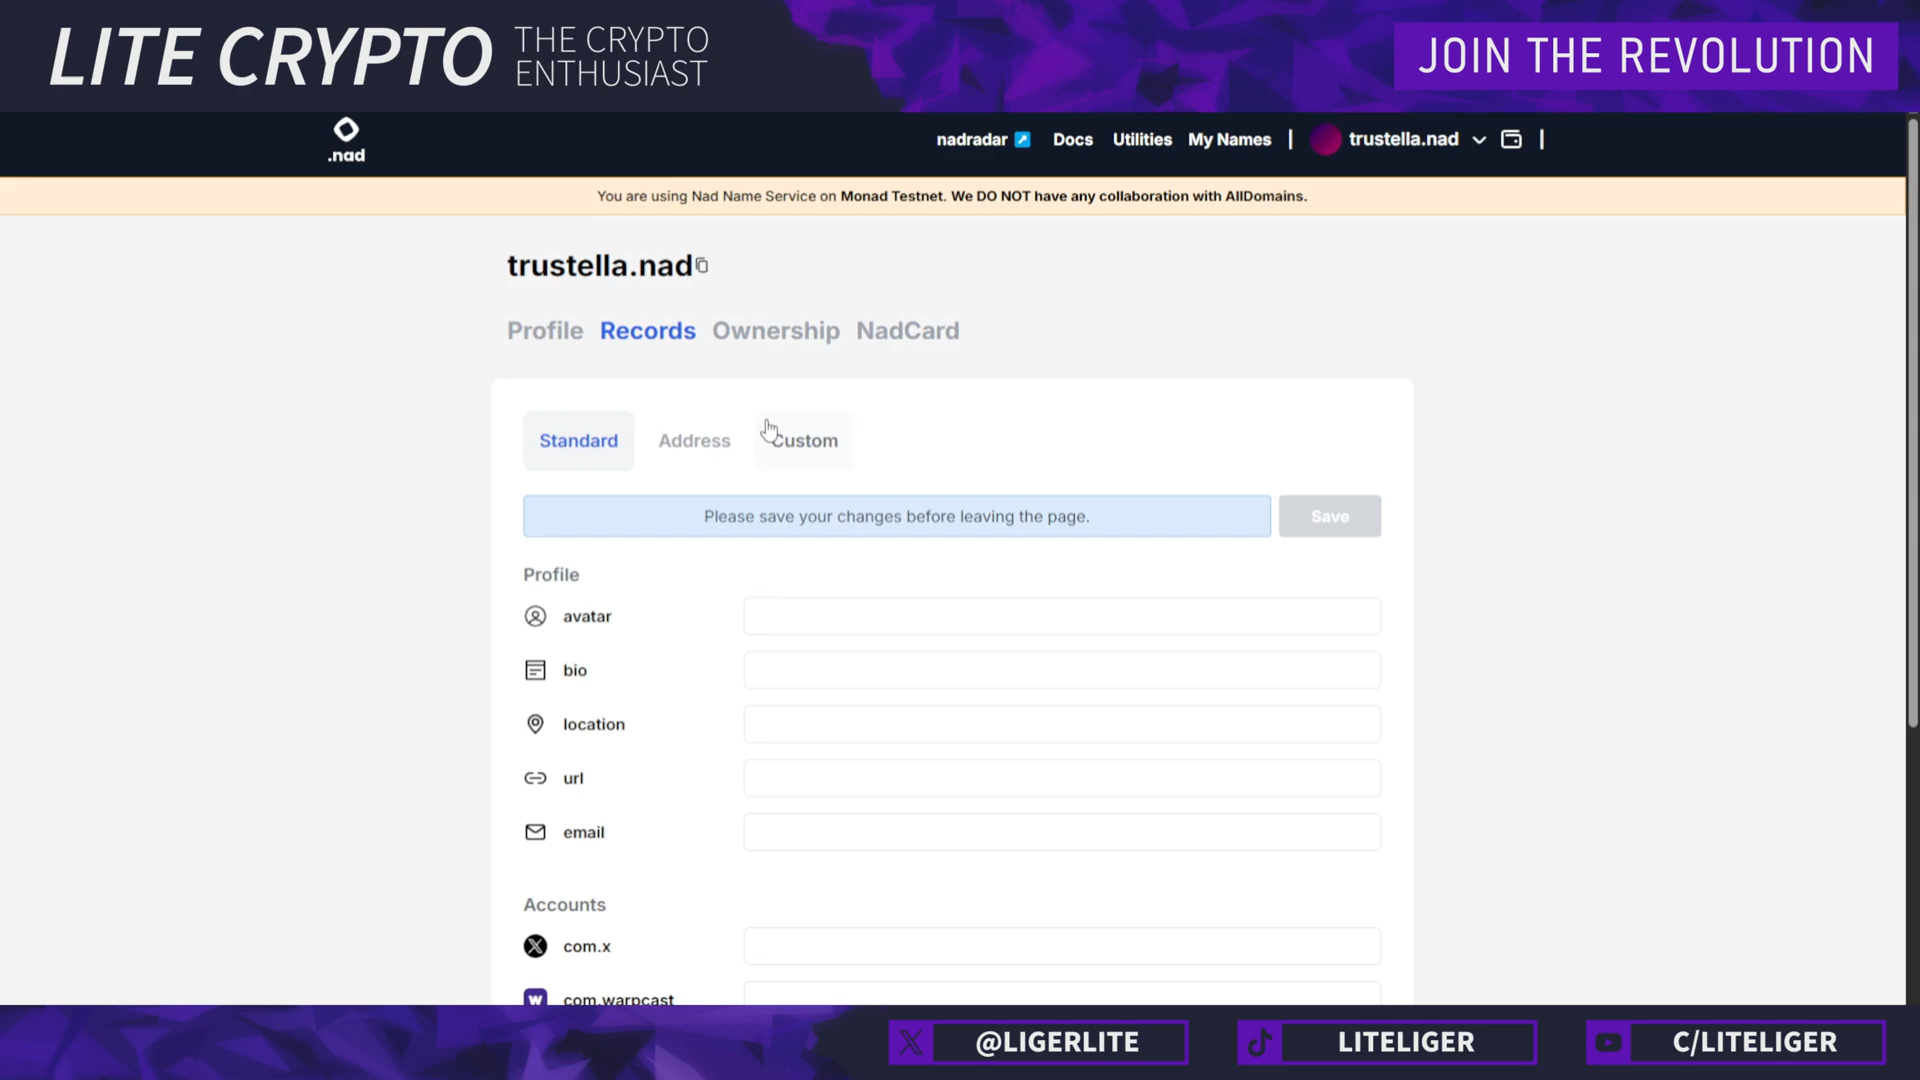 LITE CRYPTO
THE CRYPTO
ENTHUSIAST
JOIN THE REVOLUTION
.nad
nadradar
Docs
Utilities
My Names
|
trustella.nad
|
You are using Nad Name Service on Monad Testnet. We DO NOT have any collaboration with AllDomains.
trustella.nad
Profile
Records
Ownership
NadCard
Standard
Address
Custom
Please save your changes before leaving the page.
Save
Profile
avatar
bio
location
url
email
Accounts
com.x
W com.warpcast
@LIGERLITE
LITELIGER
C/LITELIGER